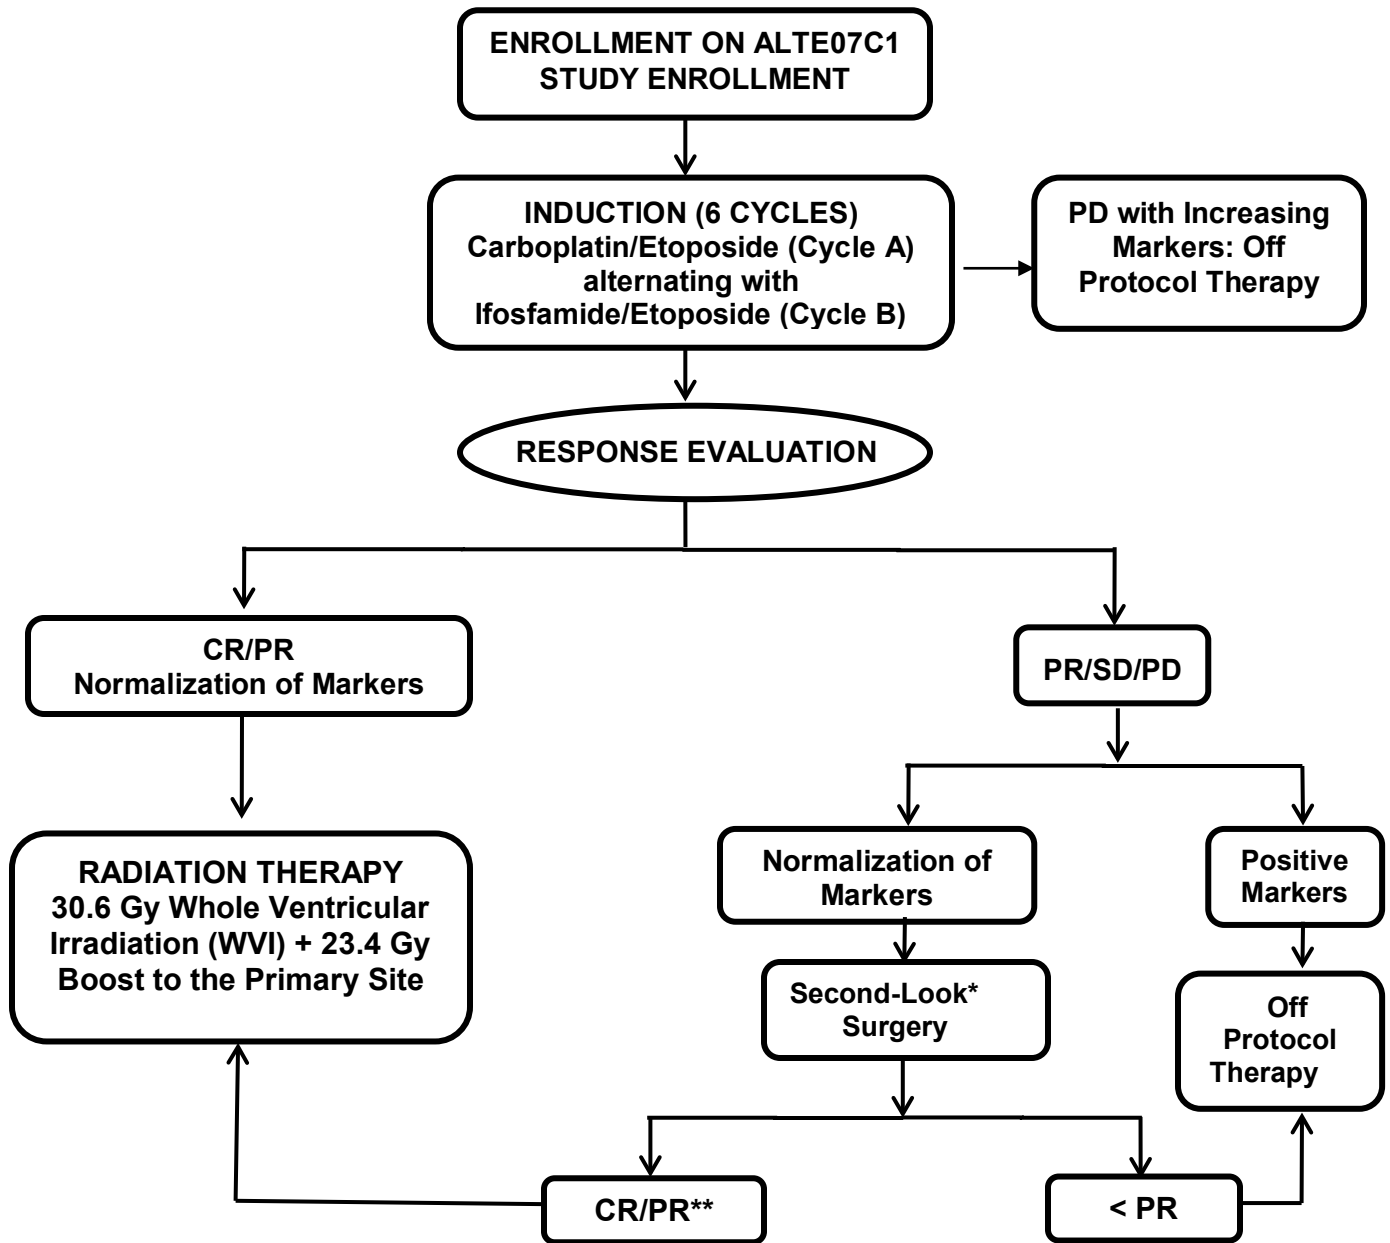 ENROLLMENT ON ALTE07C1
STUDY ENROLLMENT
INDUCTION (6 CYCLES)
Carboplatin/Etoposide (Cycle A)
alternating with
Ifosfamide/Etoposide (Cycle B)
PD with Increasing
Markers: Off
Protocol Therapy
RESPONSE EVALUATION
CR/PR
Normalization of Markers
PR/SD/PD
RADIATION THERAPY
30.6 Gy Whole Ventricular
Irradiation (WVI) + 23.4 Gy
Boost to the Primary Site
Normalization of
Markers
Positive
Markers
Second-Look*
Surgery
Off
Protocol
Therapy
CR/PR**
< PR